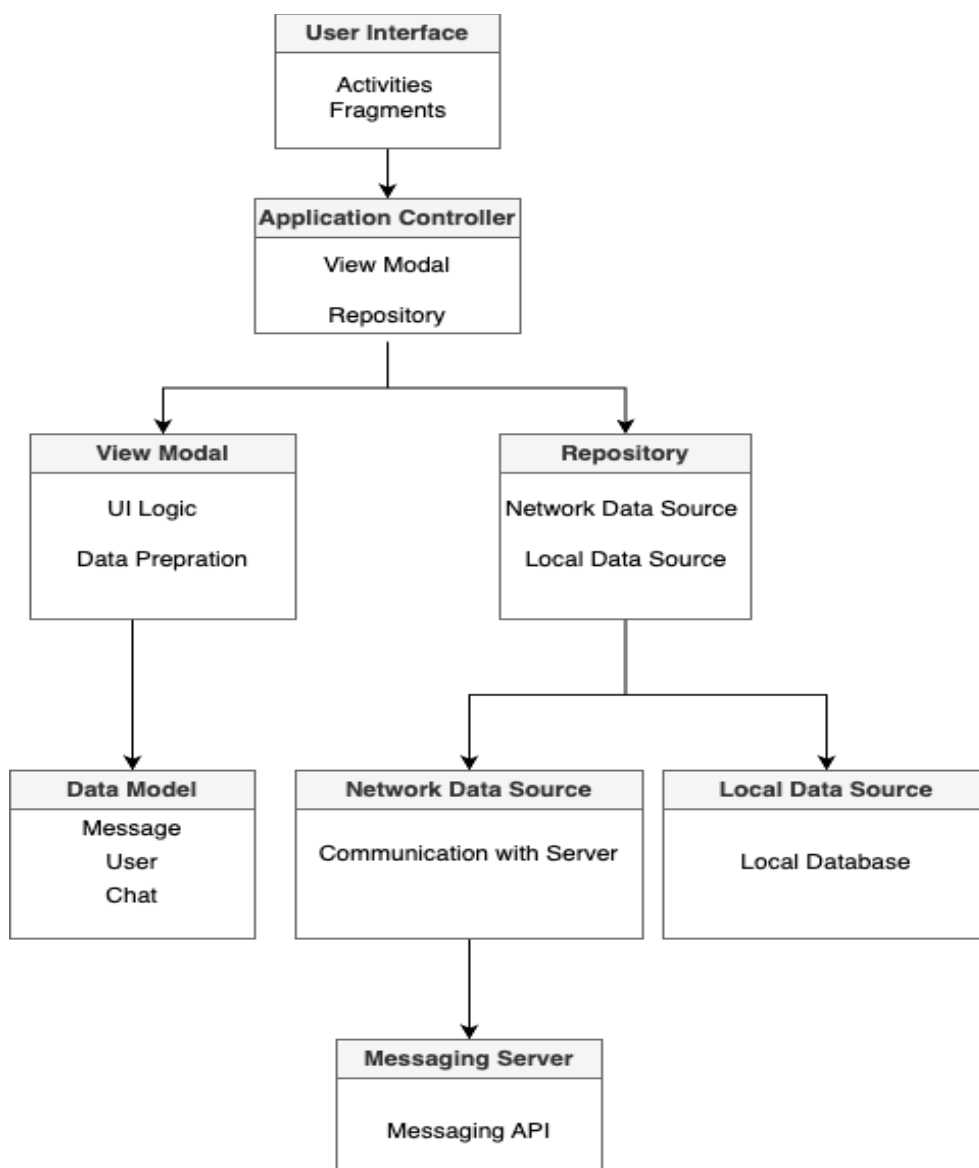 User Interface
Activities
Fragments
Application Controller
View Modal
Repository
View Modal
UI Logic
Data Prepration
Repository
Network Data Source
Local Data Source
Data Model
Message
User
Chat
Network Data Source
Communication with Server
Local Data Source
Local Database
Messaging Server
Messaging API